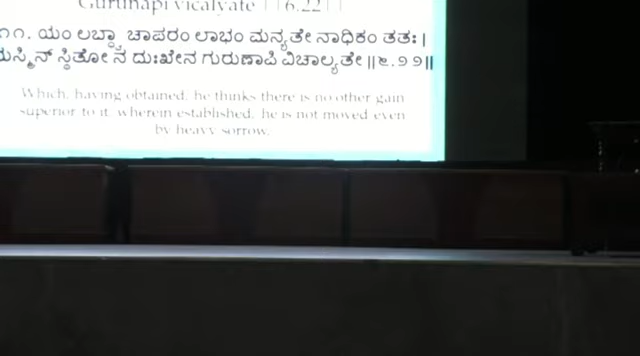 Gurunapi vicalyate ||6.22||
೧೧. ಯಂ ಲಬ್ಧ್ವಾ ಚಾಪರಂ ಲಾಭಂ ಮನ್ಯತೇ ನಾಧಿಕಂ ತತಃ |
ಯಸ್ಮಿನ್ ಸ್ಥಿತೋ ನ ದುಃಖೇನ ಗುರುಣಾಪಿ ವಿಚಾಲ್ಯತೇ ||೬.೨೨||
Which, having obtained, he thinks there is no other gain
superior to it; wherein established, he is not moved even
by heavy sorrow.